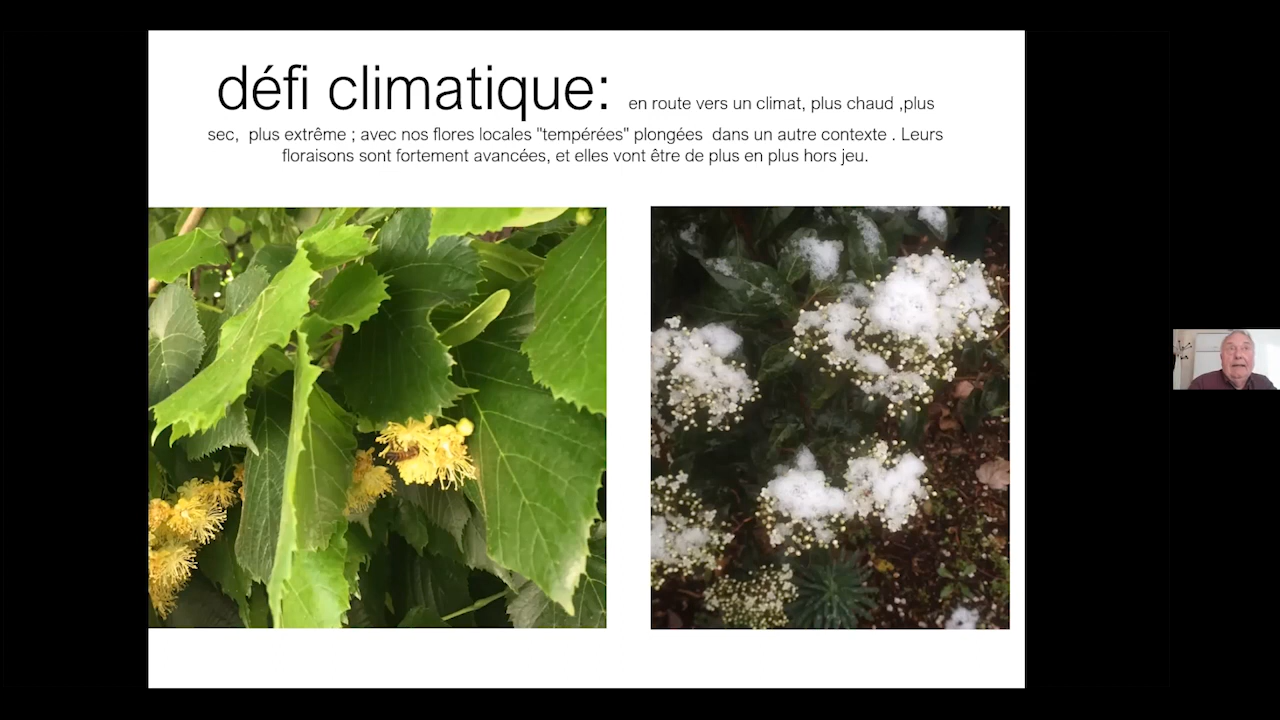 défi climatique: en route vers un climat, plus chaud ,plus
sec, plus extrême ; avec nos flores locales "tempérées" plongées dans un autre contexte . Leurs
floraisons sont fortement avancées, et elles vont être de plus en plus hors jeu.